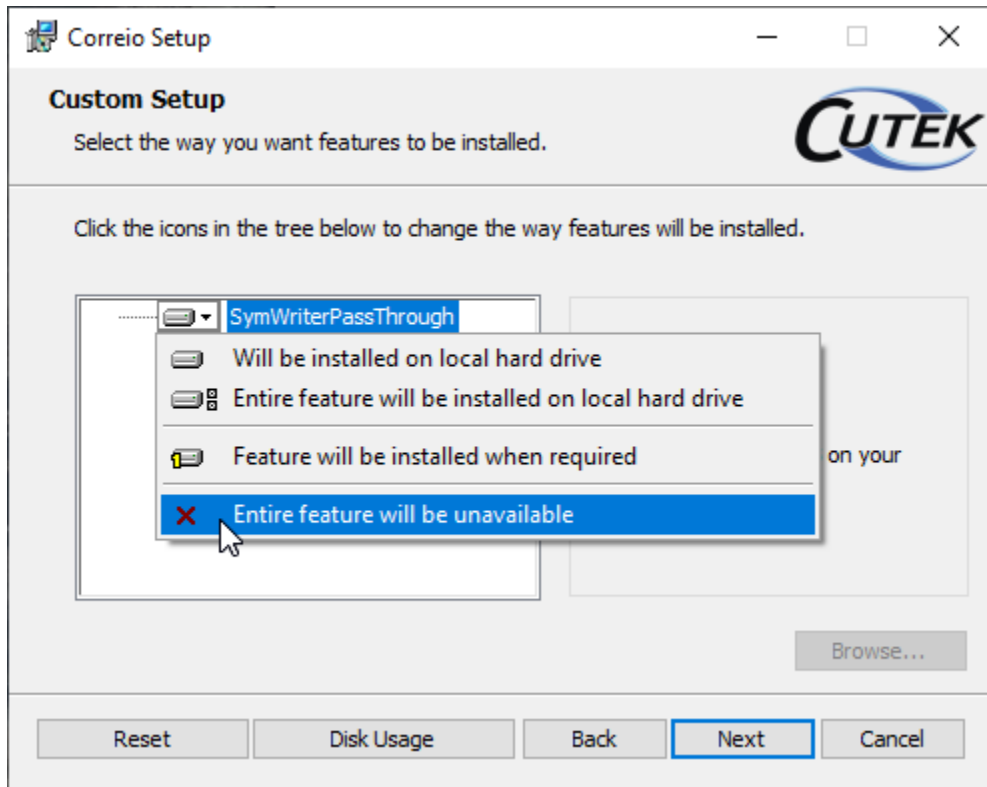 Correio Setup
Custom Setup
Select the way you want features to be installed.
CUTEK
Click the icons in the tree below to change the way features will be installed.
SymWriterPassThrough
Will be installed on local hard drive
Entire feature will be installed on local hard drive
Feature will be installed when required
on your
Entire feature will be unavailable
Browse...
Reset
Disk Usage
Back
Next
Cancel